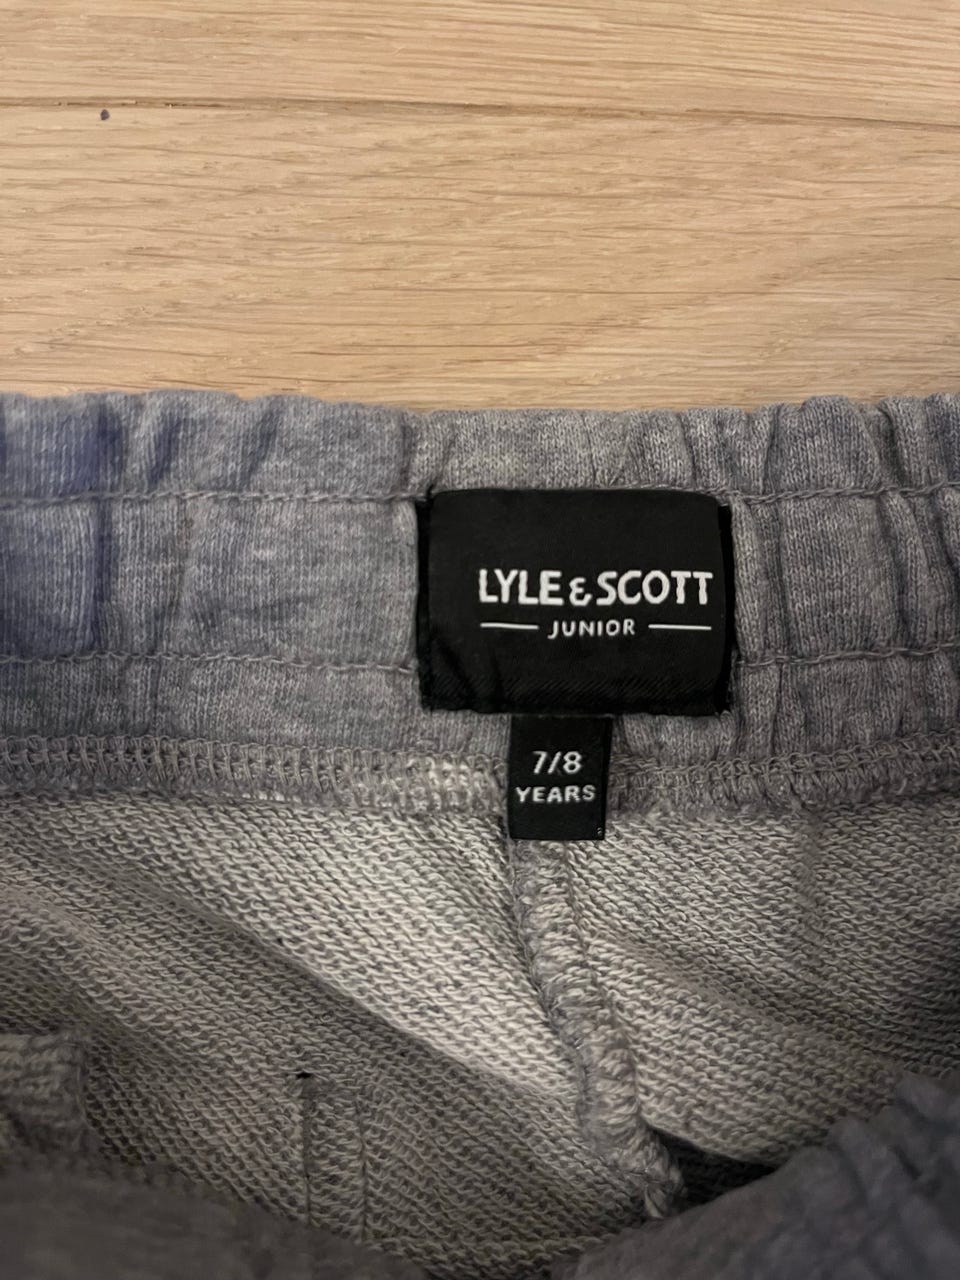 LYLE & SCOTT
JUNIOR
7/8
YEARS